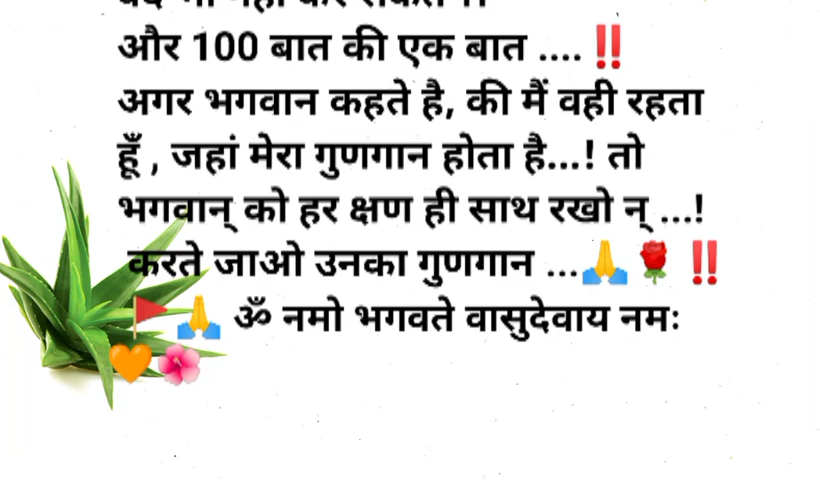 और 100 बात की एक बात .... ‼️
अगर भगवान कहते है, की मैं वही रहता
हूँ , जहां मेरा गुणगान होता है...! तो
भगवान् को हर क्षण ही साथ रखो न् ...!
करते जाओ उनका गुणगान ...🙏🌹‼️
🚩🙏 ॐ नमो भगवते वासुदेवाय नमः
🧡🌺